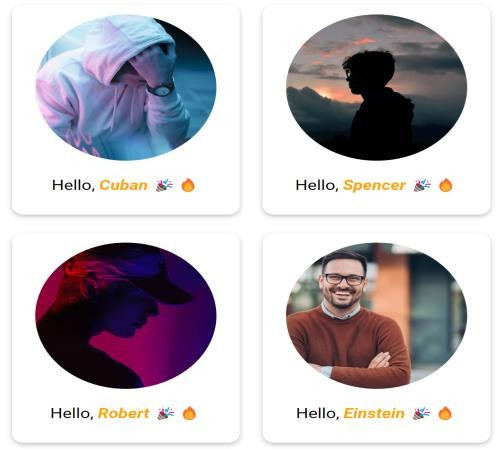 Hello, Cuban 🎉 🔥
Hello, Spencer 🎉 🔥
Hello, Robert 🎉 🔥
Hello, Einstein 🎉 🔥